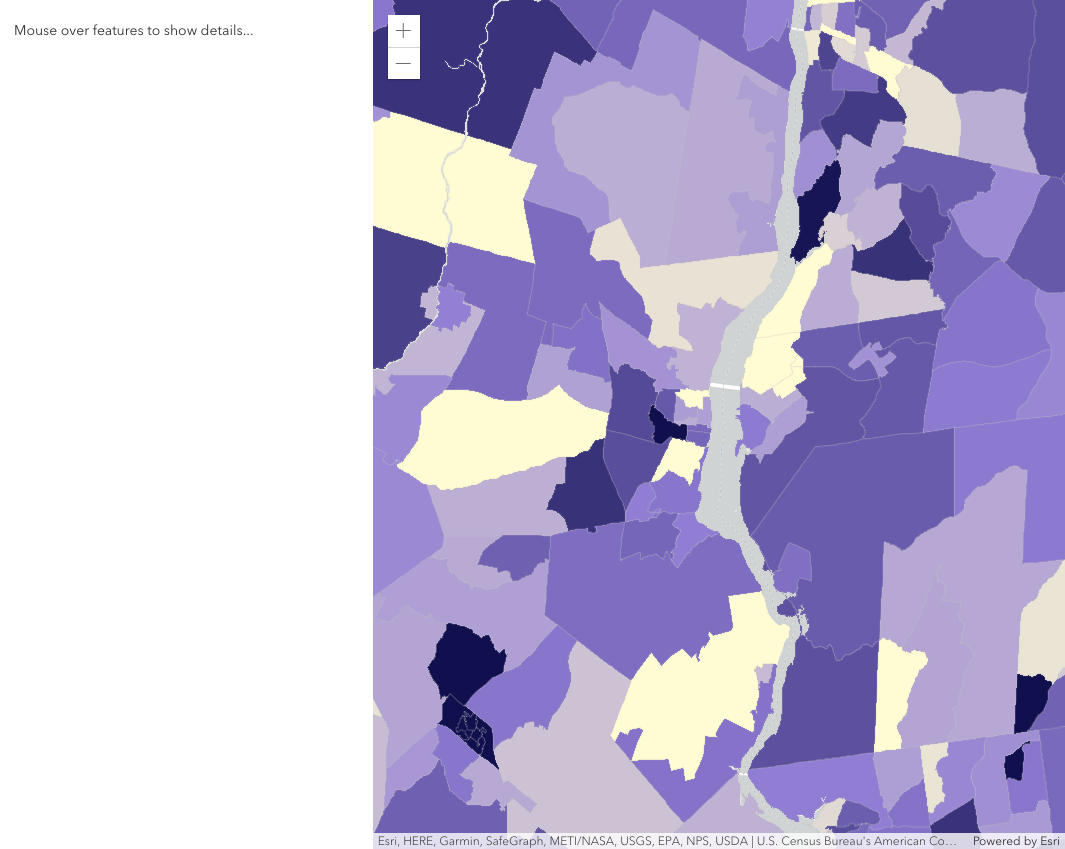 Mouse over features to show details...
Esri, HERE, Garmin, SafeGraph, METI/NASA, USGS, EPA, NPS, USDA | U.S. Census Bureau's American Co...
Powered by Esri